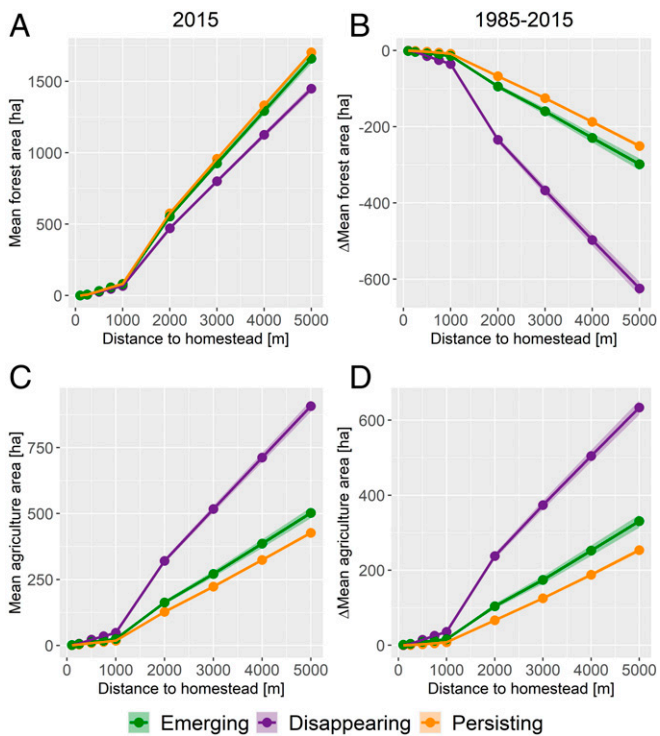 A
2015
Mean forest area [ha]
1500
1000
500
0
0 1000 2000 3000 4000 5000
Distance to homestead [m]
B
1985-2015
ΔMean forest area [ha]
0
-200
-400
-600
0 1000 2000 3000 4000 5000
Distance to homestead [m]
C
Mean agriculture area [ha]
750
500
250
0
0 1000 2000 3000 4000 5000
Distance to homestead [m]
D
ΔMean agriculture area [ha]
600
400
200
0
0 1000 2000 3000 4000 5000
Distance to homestead [m]
Emerging Disappearing Persisting